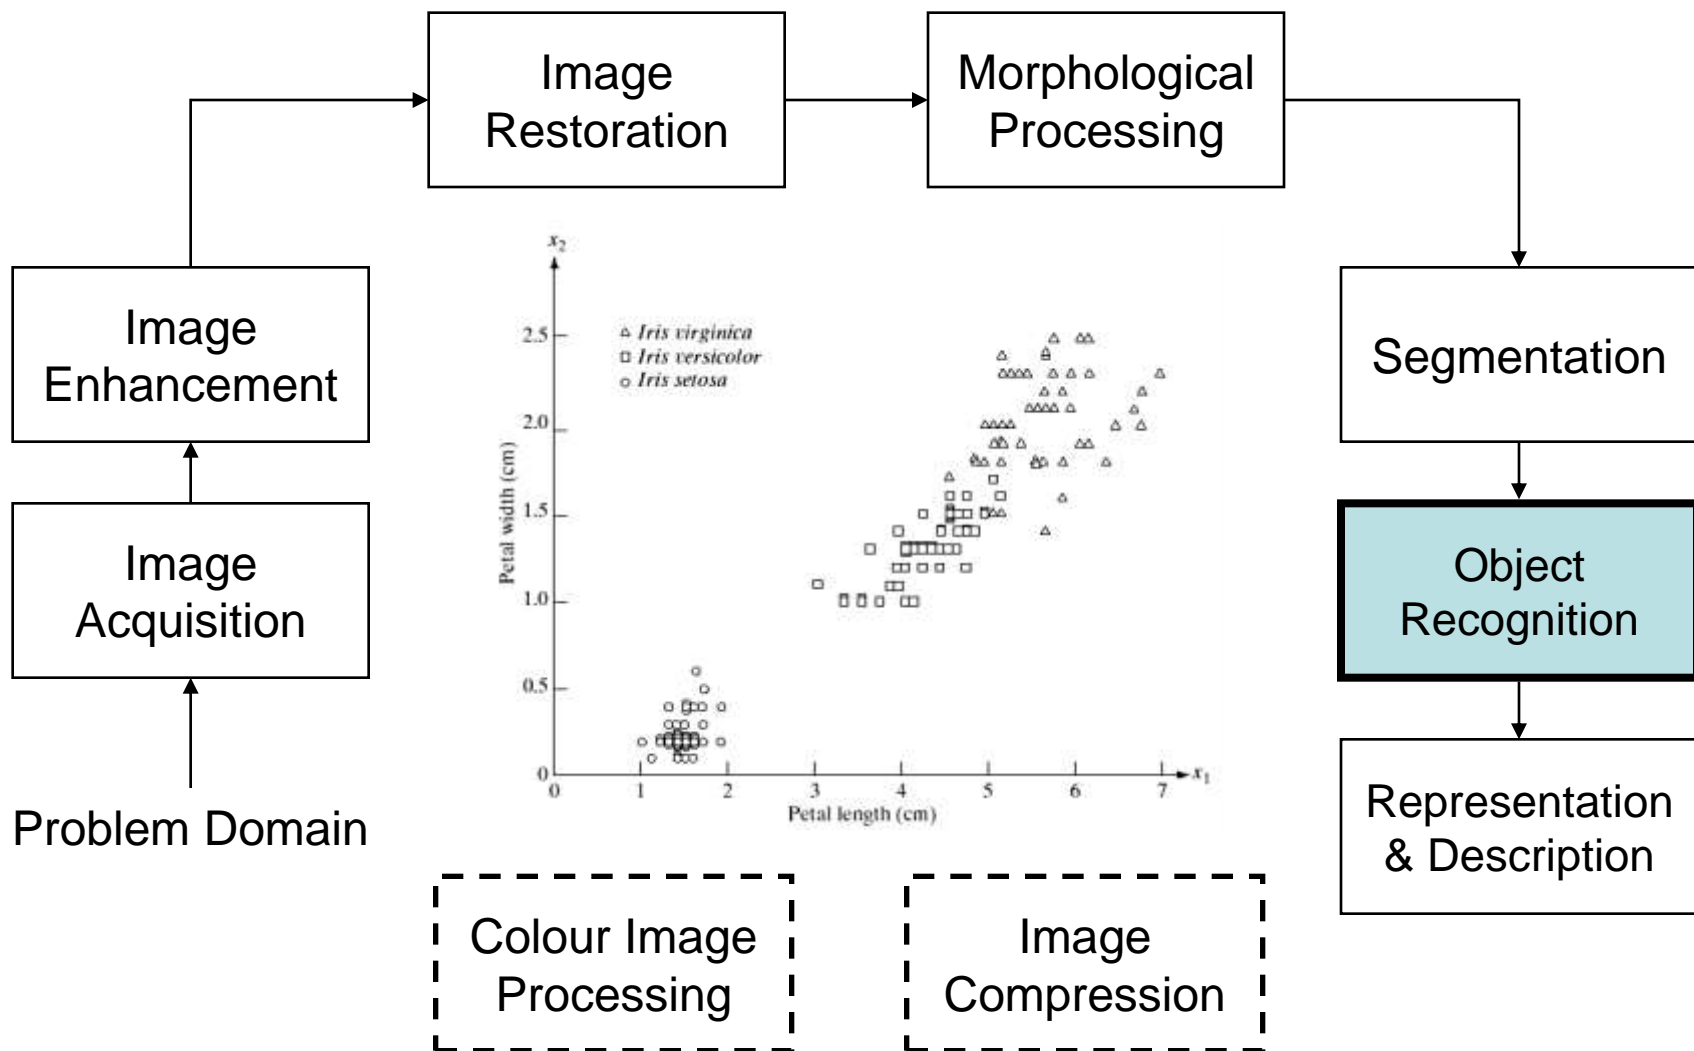 Image
Restoration
Morphological
Processing
Image
Enhancement
Image
Acquisition
Problem Domain
x₂
2.5
2.0
1.5
1.0
0.5
0
Petal width (cm)
△ Iris virginica
□ Iris versicolor
○ Iris setosa
0 1 2 3 4 5 6 7
x₁
Petal length (cm)
Segmentation
Object
Recognition
Representation
& Description
Colour Image
Processing
Image
Compression